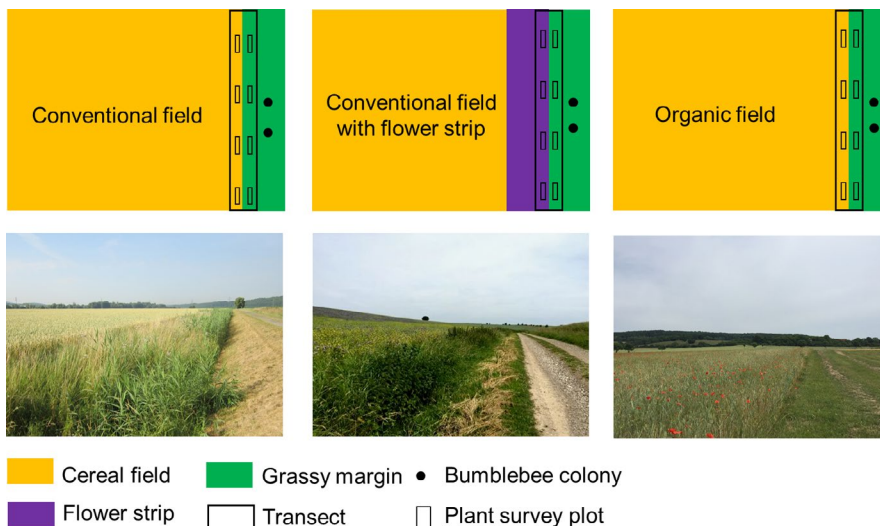 Conventional field
Conventional field
with flower strip
Organic field
Cereal field
Grassy margin
Bumblebee colony
Flower strip
Transect
Plant survey plot